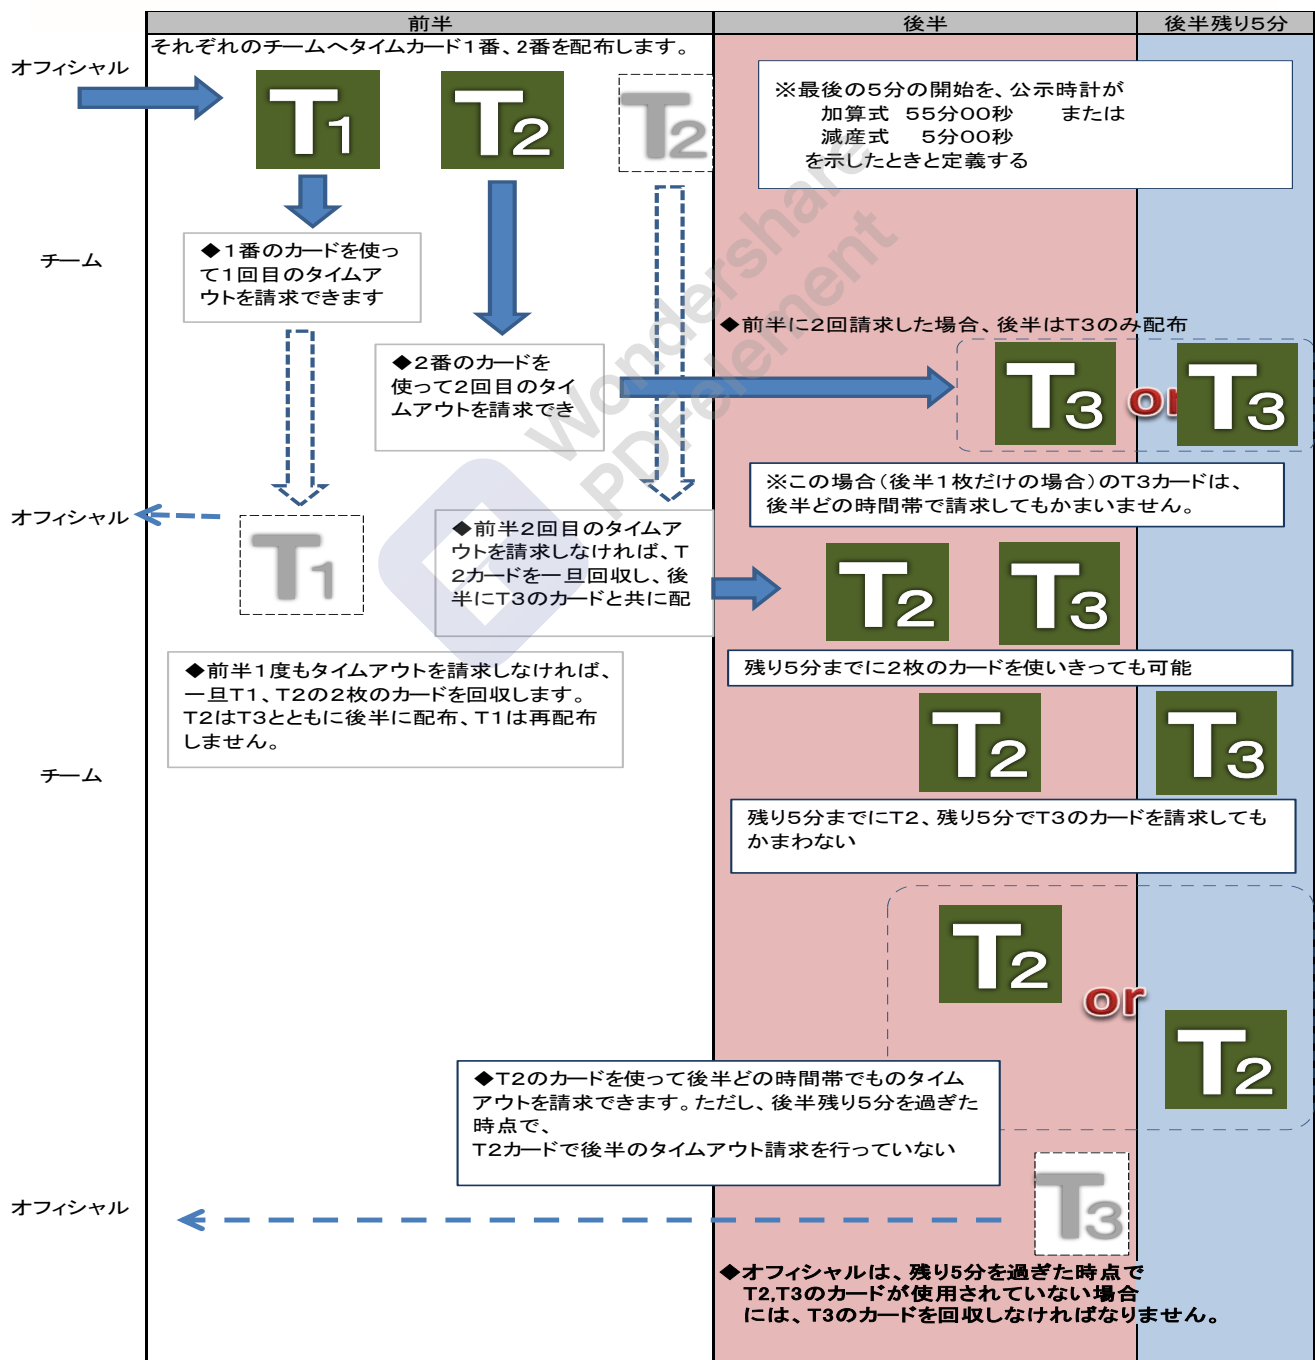 前半
後半
後半残り5分
オフィシャル
それぞれのチームへタイムカード1番、2番を配布します。
T1
T2
T2
※最後の5分の開始を、公示時計が
加算式 55分00秒 または
減産式 5分00秒
を示したときと定義する
チーム
◆1番のカードを使っ
て1回目のタイムア
ウトを請求できます
◆2番のカードを
使って2回目のタイ
ムアウトを請求でき
◆前半に2回請求した場合、後半はT3のみ配布
T3 or T3
※この場合(後半1枚だけの場合)のT3カードは、
後半どの時間帯で請求してもかまいません。
オフィシャル
T1
◆前半2回目のタイムア
ウトを請求しなければ、T
2カードを一旦回収し、後
半にT3のカードと共に配
T2
T3
残り5分までに2枚のカードを使いきっても可能
◆前半1度もタイムアウトを請求しなければ、
一旦T1、T2の2枚のカードを回収します。
T2はT3とともに後半に配布、T1は再配布
しません。
チーム
T2
T3
残り5分までにT2、残り5分でT3のカードを請求しても
かまわない
T2
or
T2
◆T2のカードを使って後半どの時間帯でものタイム
アウトを請求できます。ただし、後半残り5分を過ぎた
時点で、
T2カードで後半のタイムアウト請求を行っていない
オフィシャル
T3
◆オフィシャルは、残り5分を過ぎた時点で
T2,T3のカードが使用されていない場合
には、T3のカードを回収しなければなりません。
Wondershare
PDFelement